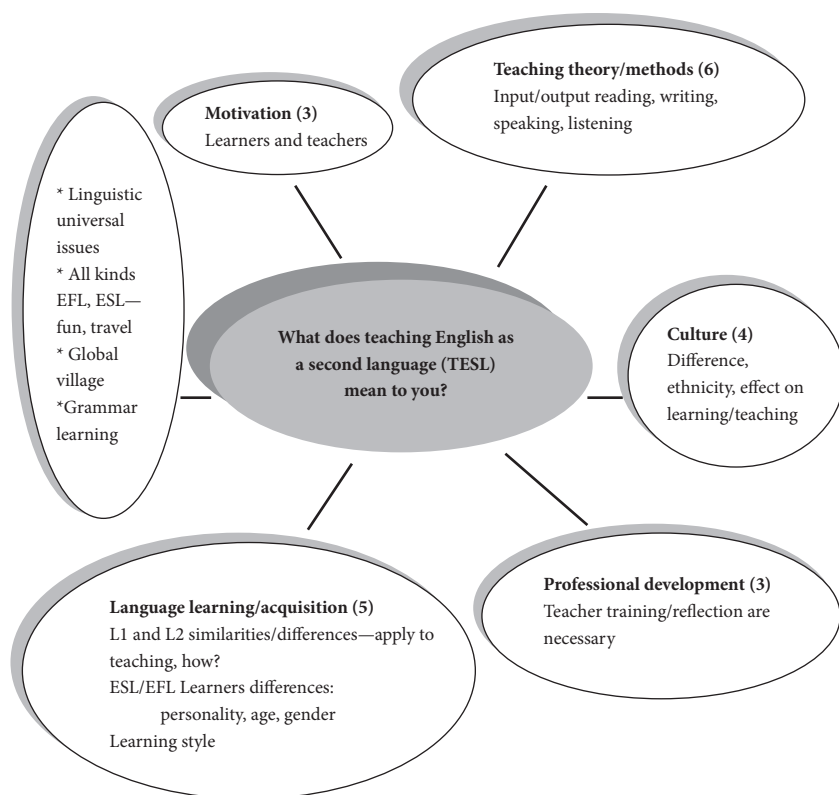 Teaching theory/methods (6)
Input/output reading, writing,
speaking, listening
Motivation (3)
Learners and teachers
* Linguistic
universal
issues
* All kinds
EFL, ESL—
fun, travel
* Global
village
*Grammar
learning
What does teaching English as
a second language (TESL)
mean to you?
Culture (4)
Difference,
ethnicity, effect on
learning/teaching
Language learning/acquisition (5)
L1 and L2 similarities/differences—apply to
teaching, how?
ESL/EFL Learners differences:
personality, age, gender
Learning style
Professional development (3)
Teacher training/reflection are
necessary